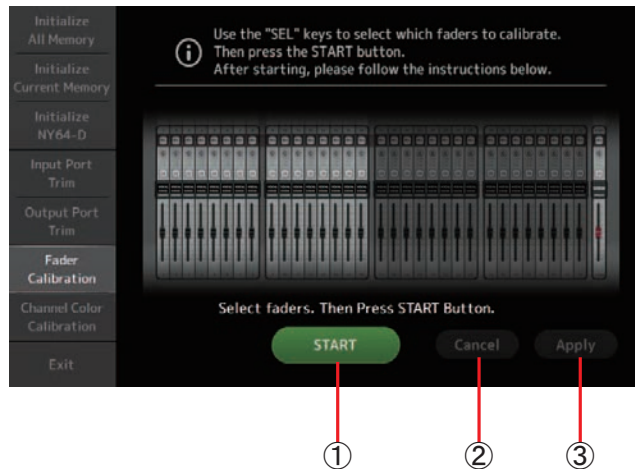 Initialize
All Memory
Initialize
Current Memory
Initialize
NY64-D
Input Port
Trim
Output Port
Trim
Fader
Calibration
Channel Color
Calibration
Exit
Use the "SEL" keys to select which faders to calibrate.
Then press the START button.
After starting, please follow the instructions below.
Select faders. Then Press START Button.
START
Cancel
Apply
①
②
③